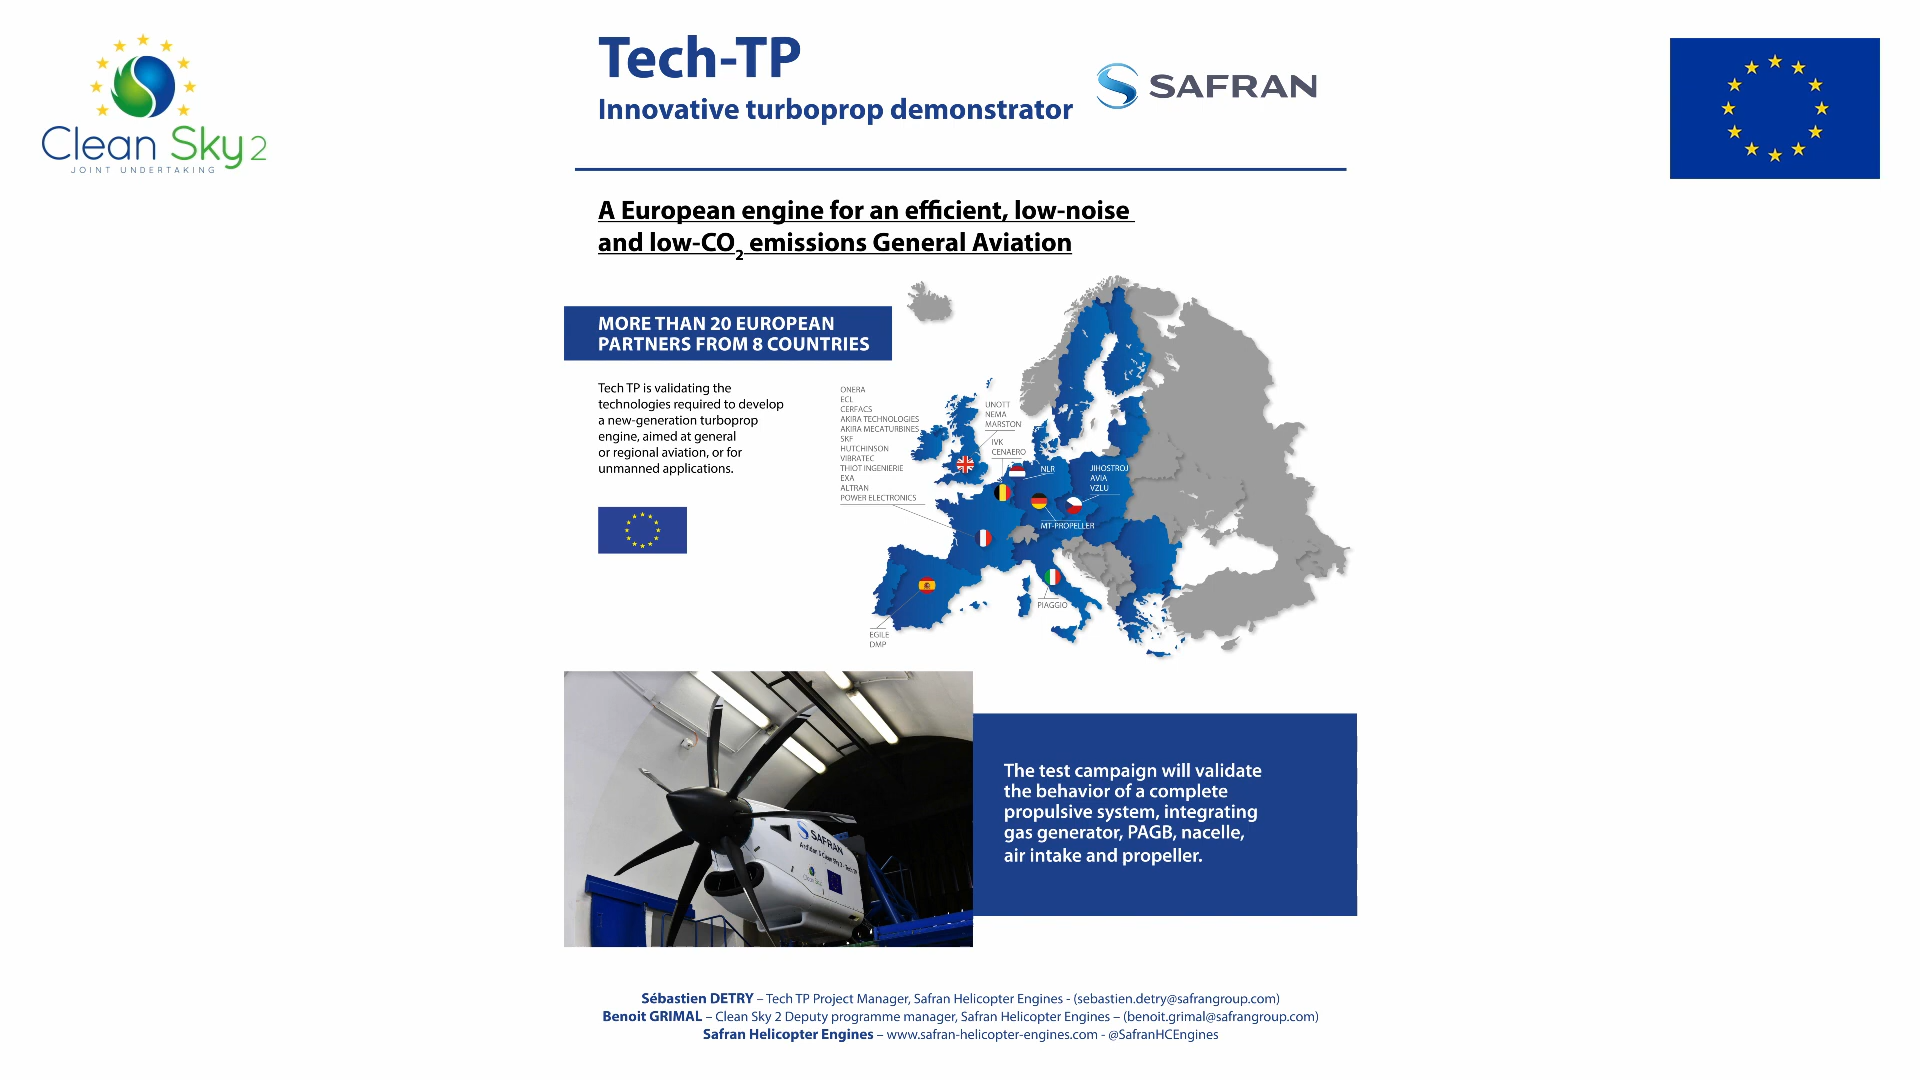 Clean Sky 2
JOINT UNDERTAKING
Tech-TP
Innovative turboprop demonstrator
SAFRAN
A European engine for an efficient, low-noise
and low-CO2 emissions General Aviation
MORE THAN 20 EUROPEAN
PARTNERS FROM 8 COUNTRIES
Tech TP is validating the
technologies required to develop
a new-generation turboprop
engine, aimed at general
or regional aviation, or for
unmanned applications.
ONERA
ECL
CERFACS
AKIRA TECHNOLOGIES
AKIRA MECATURBINES
SKF
HUTCHINSON
VIBRATEC
THIOT INGENIERIE
EXA
ALTRAN
POWER ELECTRONICS
UNOTT
NEMA
MARSTON
IVK
CENAERO
NLR
JIHOSTROJ
AVIA
VZLU
MT-PROPELLER
PIAGGIO
EGILE
DMP
SAFRAN
Clean Sky
The test campaign will validate
the behavior of a complete
propulsive system, integrating
gas generator, PAGB, nacelle,
air intake and propeller.
Sébastien DETRY – Tech TP Project Manager, Safran Helicopter Engines - (sebastien.detry@safrangroup.com)
Benoit GRIMAL – Clean Sky 2 Deputy programme manager, Safran Helicopter Engines – (benoit.grimal@safrangroup.com)
Safran Helicopter Engines – www.safran-helicopter-engines.com - @SafranHCEngines